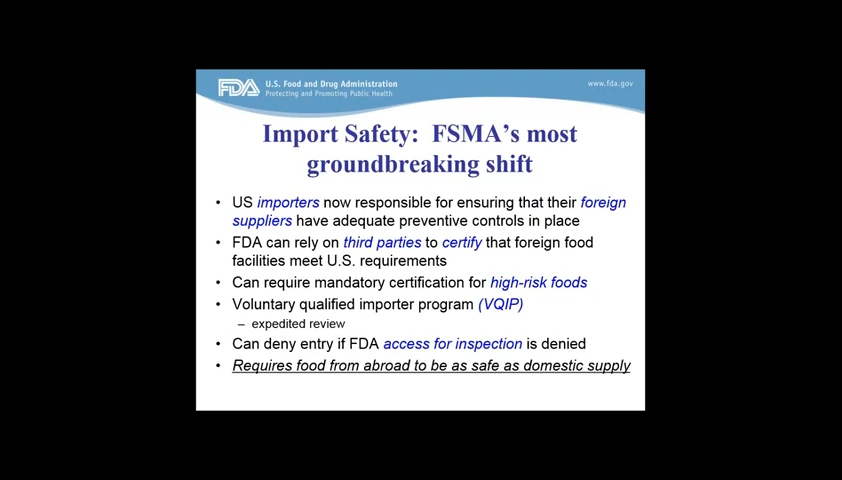 FDA U.S. Food and Drug Administration
Protecting and Promoting Public Health
www.fda.gov
Import Safety: FSMA's most
groundbreaking shift
• US importers now responsible for ensuring that their foreign
suppliers have adequate preventive controls in place
• FDA can rely on third parties to certify that foreign food
facilities meet U.S. requirements
• Can require mandatory certification for high-risk foods
• Voluntary qualified importer program (VQIP)
– expedited review
• Can deny entry if FDA access for inspection is denied
• Requires food from abroad to be as safe as domestic supply